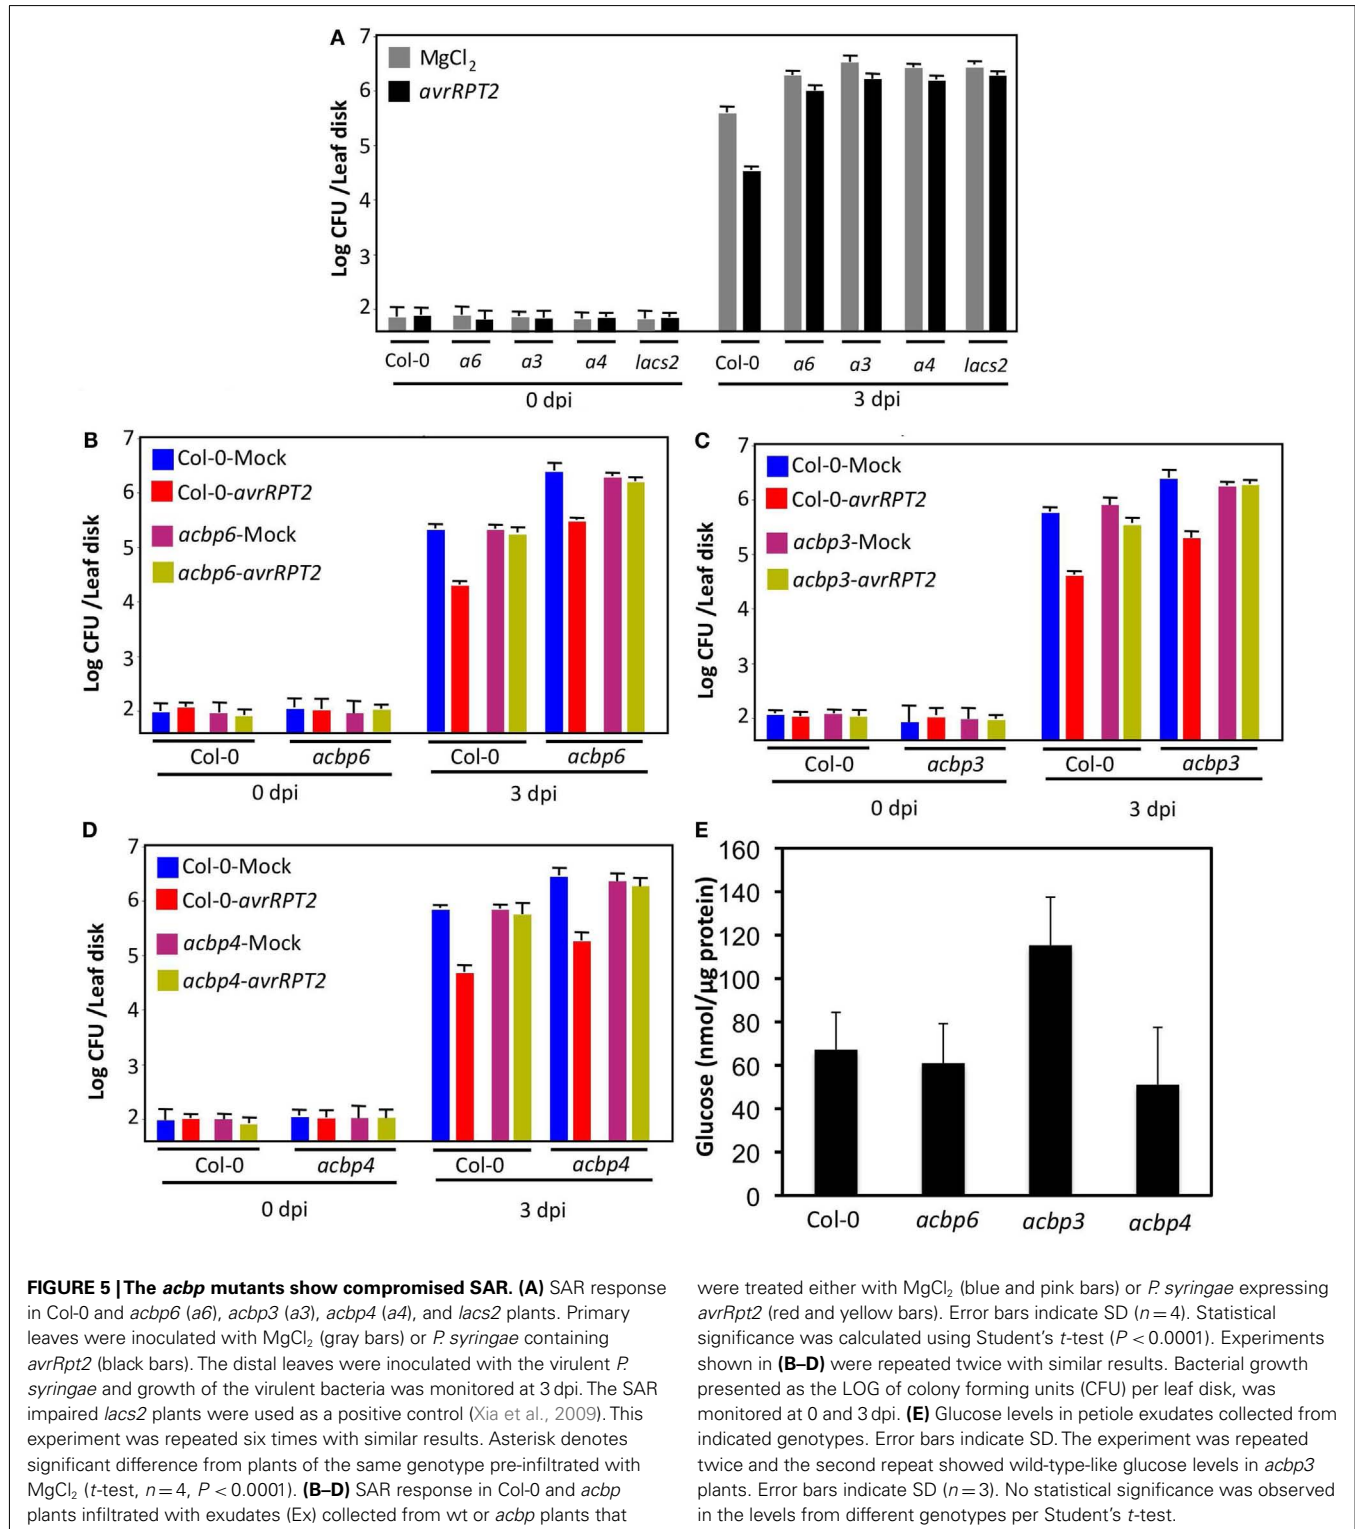 A
7
6
5
4
3
2
Log CFU /Leaf disk
MgCl2
avrRPT2
Col-0 a6 a3 a4 lacs2 Col-0 a6 a3 a4 lacs2
0 dpi 3 dpi
B
7
6
5
4
3
2
Log CFU /Leaf disk
Col-0-Mock
Col-0-avrRPT2
acbp6-Mock
acbp6-avrRPT2
Col-0 acbp6 Col-0 acbp6
0 dpi 3 dpi
C
7
6
5
4
3
2
Log CFU /Leaf disk
Col-0-Mock
Col-0-avrRPT2
acbp3-Mock
acbp3-avrRPT2
Col-0 acbp3 Col-0 acbp3
0 dpi 3 dpi
D
7
6
5
4
3
2
Log CFU /Leaf disk
Col-0-Mock
Col-0-avrRPT2
acbp4-Mock
acbp4-avrRPT2
Col-0 acbp4 Col-0 acbp4
0 dpi 3 dpi
E
160
140
120
100
80
60
40
20
0
Glucose (nmol/µg protein)
Col-0 acbp6 acbp3 acbp4
FIGURE 5 | The acbp mutants show compromised SAR. (A) SAR response
in Col-0 and acbp6 (a6), acbp3 (a3), acbp4 (a4), and lacs2 plants. Primary
leaves were inoculated with MgCl2 (gray bars) or P. syringae containing
avrRpt2 (black bars). The distal leaves were inoculated with the virulent P.
syringae and growth of the virulent bacteria was monitored at 3 dpi. The SAR
impaired lacs2 plants were used as a positive control (Xia et al., 2009). This
experiment was repeated six times with similar results. Asterisk denotes
significant difference from plants of the same genotype pre-infiltrated with
MgCl2 (t-test, n = 4, P < 0.0001). (B–D) SAR response in Col-0 and acbp
plants infiltrated with exudates (Ex) collected from wt or acbp plants that
were treated either with MgCl2 (blue and pink bars) or P. syringae expressing
avrRpt2 (red and yellow bars). Error bars indicate SD (n = 4). Statistical
significance was calculated using Student's t-test (P < 0.0001). Experiments
shown in (B–D) were repeated twice with similar results. Bacterial growth
presented as the LOG of colony forming units (CFU) per leaf disk, was
monitored at 0 and 3 dpi. (E) Glucose levels in petiole exudates collected from
indicated genotypes. Error bars indicate SD. The experiment was repeated
twice and the second repeat showed wild-type-like glucose levels in acbp3
plants. Error bars indicate SD (n = 3). No statistical significance was observed
in the levels from different genotypes per Student's t-test.